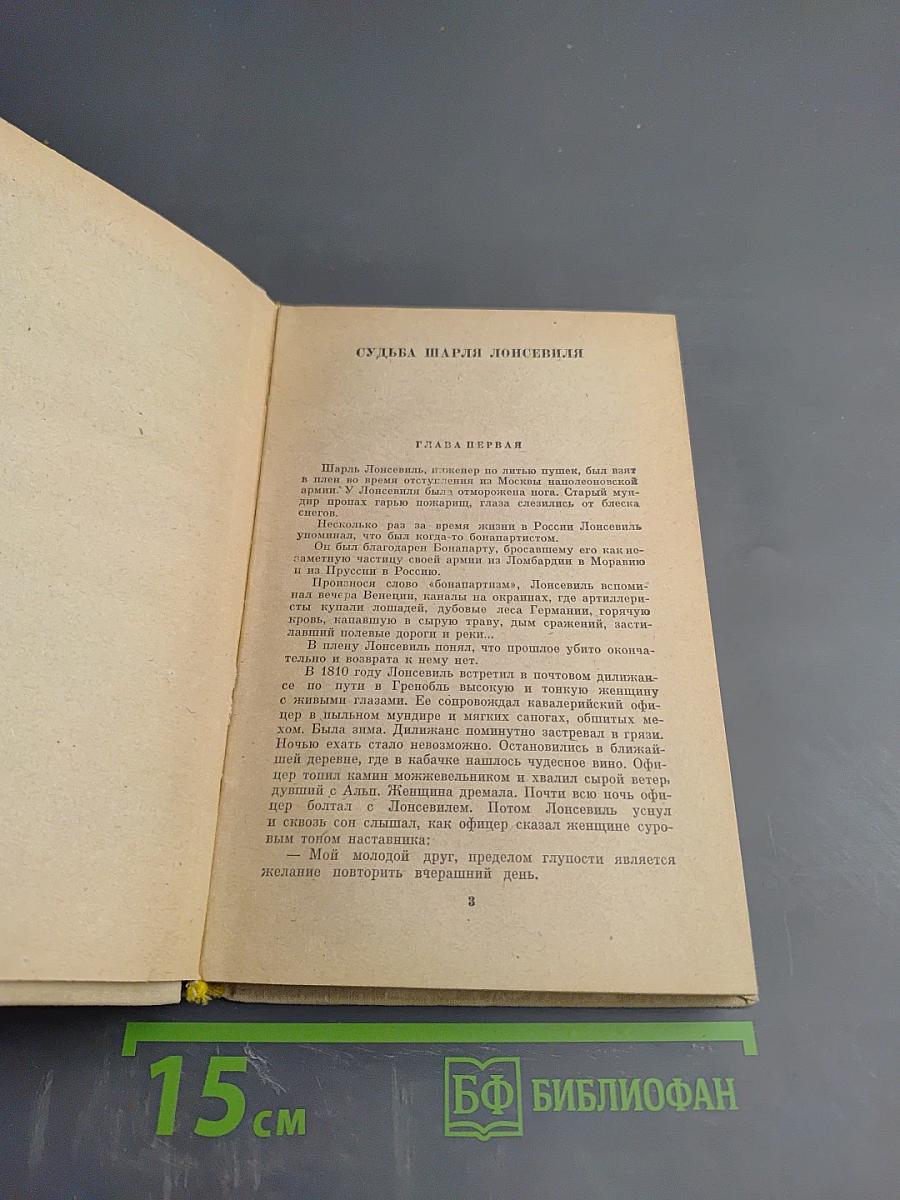 СУДЬБА ШАРЛЯ ЛОНСЕВИЛЯ
ГЛАВА ПЕРВАЯ
Шарль Лонсевиль, инженер по литью пушек, был взят
в плен во время отступления из Москвы наполеоновской
армии. У Лонсевиля была отморожена нога. Старый мун-
дир пропах гарью пожарищ, глаза слезились от блеска
снегов.
Несколько раз за время жизни в России Лонсевиль
упоминал, что был когда-то бонапартистом.
Он был благодарен Бонапарту, бросавшему его как не-
заметную частицу своей армии из Ломбардии в Моравию
и из Пруссии в Россию.
Произнося слово «бонапартизм», Лонсевиль вспоми-
нал вечера Венеции, каналы на окраинах, где артиллери-
сты купали лошадей, дубовые леса Германии, горячую
кровь, капавшую в сырую траву, дым сражений, засти-
лавший полевые дороги и реки...
В плену Лонсевиль понял, что прошлое убито оконча-
тельно и возврата к нему нет.
В 1810 году Лонсевиль встретил в почтовом дилижан-
се по пути в Гренобль высокую и тонкую женщину
с живыми глазами. Ее сопровождал кавалерийский офи-
цер в пыльном мундире и мягких сапогах, обшитых ме-
хом. Была зима. Дилижанс поминутно застревал в грязи.
Ночью ехать стало невозможно. Остановились в ближай-
шей деревне, где в кабачке нашлось чудесное вино. Офи-
цер топил камин можжевельником и хвалил сырой ветер,
дувший с Альп. Женщина дремала. Почти всю ночь офи-
цер болтал с Лонсевилем. Потом Лонсевиль уснул
и сквозь сон слышал, как офицер сказал женщине суро-
вым тоном наставника:
— Мой молодой друг, пределом глупости является
желание повторить вчерашний день.
3
15 см
БФ БИБЛИОФАН